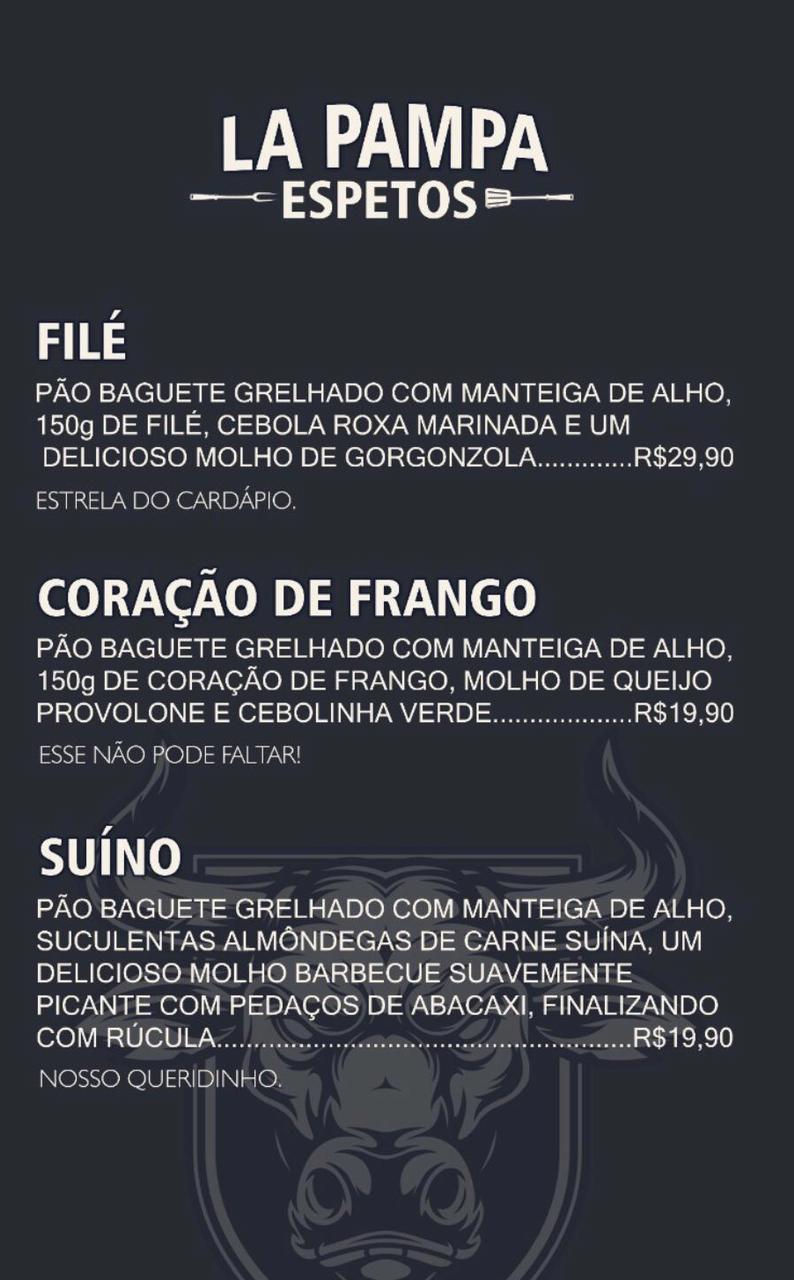 LA PAMPA
ESPETOS
FILÉ
PÃO BAGUETE GRELHADO COM MANTEIGA DE ALHO,
150g DE FILÉ, CEBOLA ROXA MARINADA E UM
DELICIOSO MOLHO DE GORGONZOLA.............R$29,90
ESTRELA DO CARDÁPIO.
CORAÇÃO DE FRANGO
PÃO BAGUETE GRELHADO COM MANTEIGA DE ALHO,
150g DE CORAÇÃO DE FRANGO, MOLHO DE QUEIJO
PROVOLONE E CEBOLINHA VERDE...................R$19,90
ESSE NÃO PODE FALTAR!
SUÍNO
PÃO BAGUETE GRELHADO COM MANTEIGA DE ALHO,
SUCULENTAS ALMÔNDEGAS DE CARNE SUÍNA, UM
DELICIOSO MOLHO BARBECUE SUAVEMENTE
PICANTE COM PEDAÇOS DE ABACAXI, FINALIZANDO
COM RÚCULA.......................................................R$19,90
NOSSO QUERIDINHO.